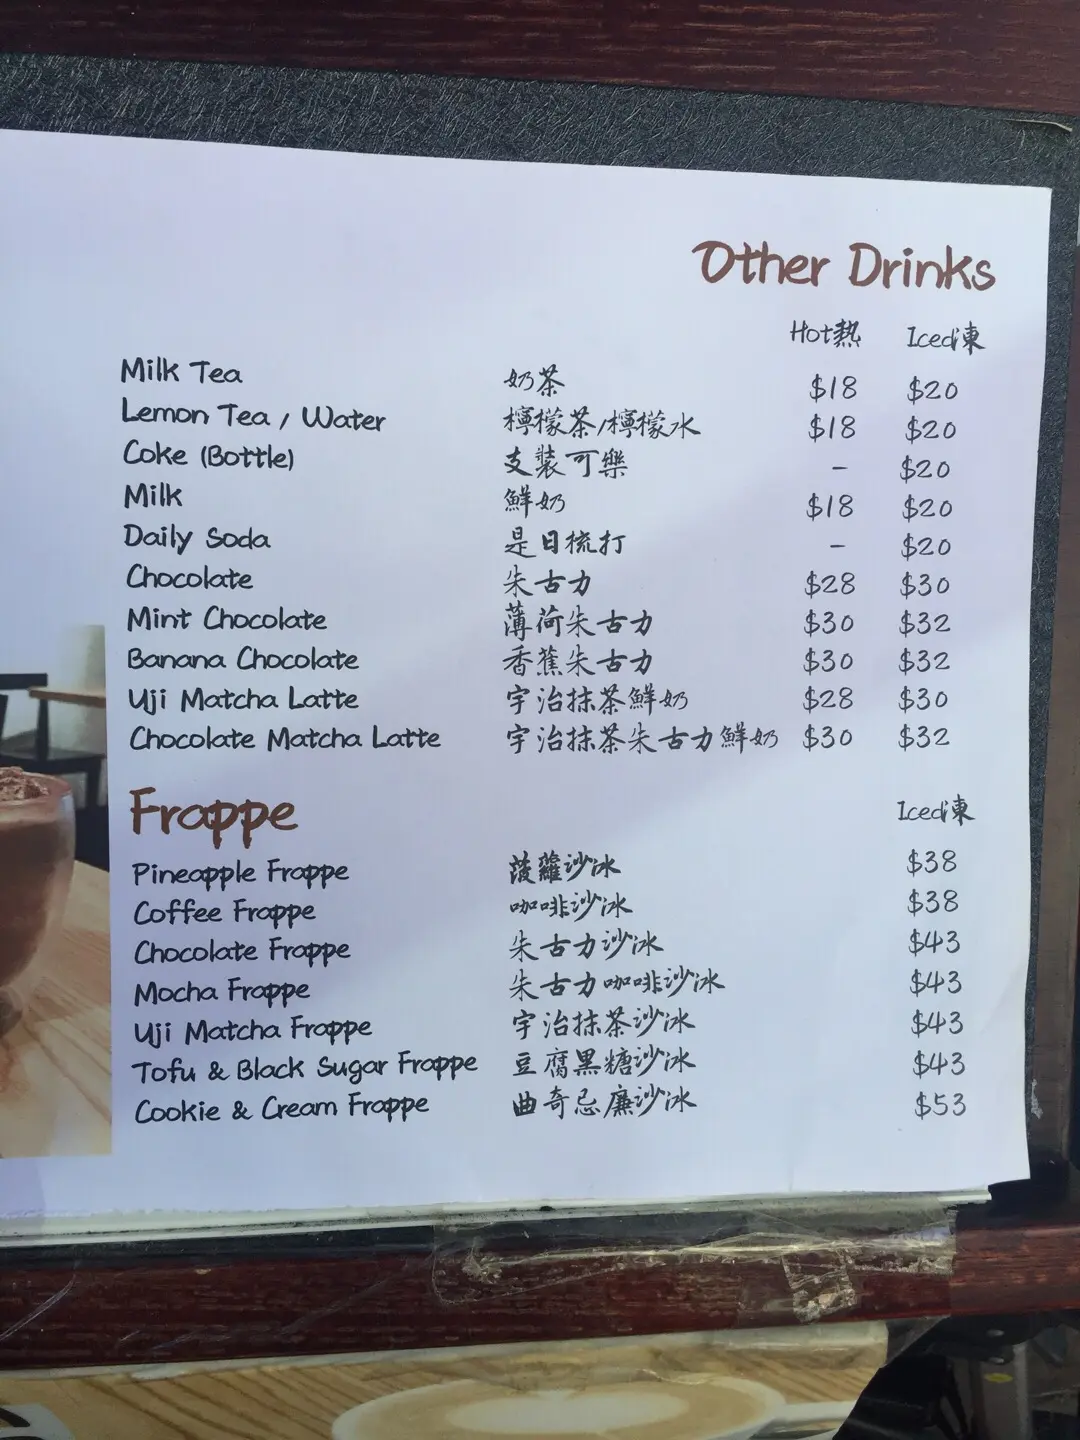 Other Drinks
Hot熱 Iced凍
Milk Tea 奶茶 $18 $20
Lemon Tea / Water 檸檬茶/檸檬水 $18 $20
Coke (Bottle) 支裝可樂 - $20
Milk 鮮奶 $18 $20
Daily Soda 是日梳打 - $20
Chocolate 朱古力 $28 $30
Mint Chocolate 薄荷朱古力 $30 $32
Banana Chocolate 香蕉朱古力 $30 $32
Uji Matcha Latte 宇治抹茶鮮奶 $28 $30
Chocolate Matcha Latte 宇治抹茶朱古力鮮奶 $30 $32
Frappe Iced凍
Pineapple Frappe 菠蘿沙冰 $38
Coffee Frappe 咖啡沙冰 $38
Chocolate Frappe 朱古力沙冰 $43
Mocha Frappe 朱古力咖啡沙冰 $43
Uji Matcha Frappe 宇治抹茶沙冰 $43
Tofu & Black Sugar Frappe 豆腐黑糖沙冰 $43
Cookie & Cream Frappe 曲奇忌廉沙冰 $53